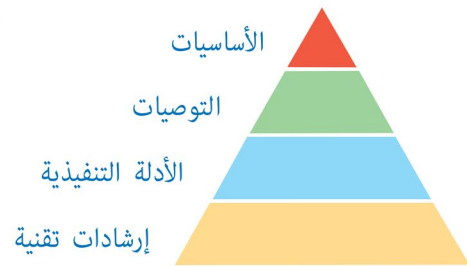 الأساسيات
التوصيات
الأدلة التنفيذية
إرشادات تقنية